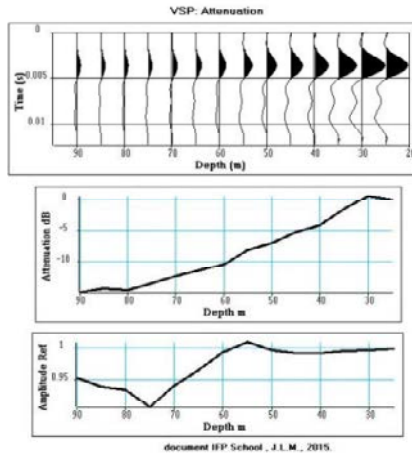 VSP: Attenuation
0
0.005
0.01
Time (s)
90 80 70 60 50 40 30 20
Depth (m)
0
-5
-10
Attenuation dB
90 80 70 60 50 40 30
Depth m
1
0.95
Amplitude Ref
90 80 70 60 50 40 30
Depth m
document IFP School , J.L.M., 2015.